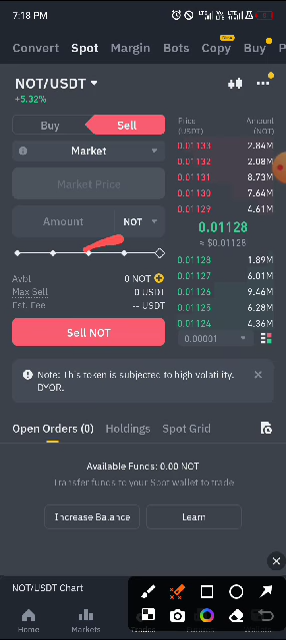 7:18 PM
Convert Spot Margin Bots Copy Buy P
New
NOT/USDT
+5.32%
Buy Sell
Market
Market Price
Amount NOT
Avbl 0 NOT
Max Sell 0 USDT
Est. Fee -- USDT
Sell NOT
Price (USDT) Amount (NOT)
0.01133 2.84M
0.01132 2.08M
0.01131 8.73M
0.01130 7.64M
0.01129 4.61M
0.01128
≈ $0.01128
0.01128 1.89M
0.01127 6.01M
0.01126 9.46M
0.01125 6.28M
0.01124 4.36M
0.00001
Note: This token is subjected to high volatility.
DYOR.
Open Orders (0) Holdings Spot Grid
Available Funds: 0.00 NOT
Transfer funds to your Spot wallet to trade
Increase Balance Learn
NOT/USDT Chart
Home Markets